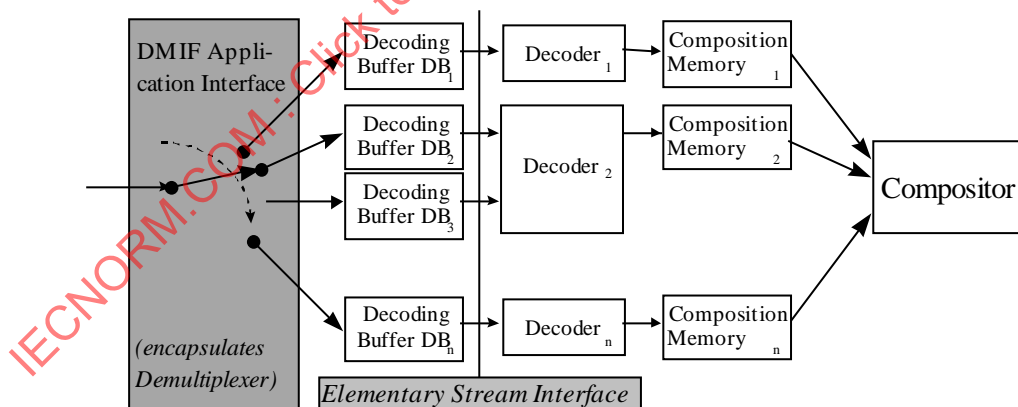 DMIF Appli-
cation Interface
(encapsulates
Demultiplexer)
Decoding
Buffer DB1
Decoding
Buffer DB2
Decoding
Buffer DB3
Decoding
Buffer DBn
Elementary Stream Interface
Decoder 1
Decoder 2
Decoder n
Composition
Memory 1
Composition
Memory 2
Composition
Memory n
Compositor
IECNORM.COM : Click to